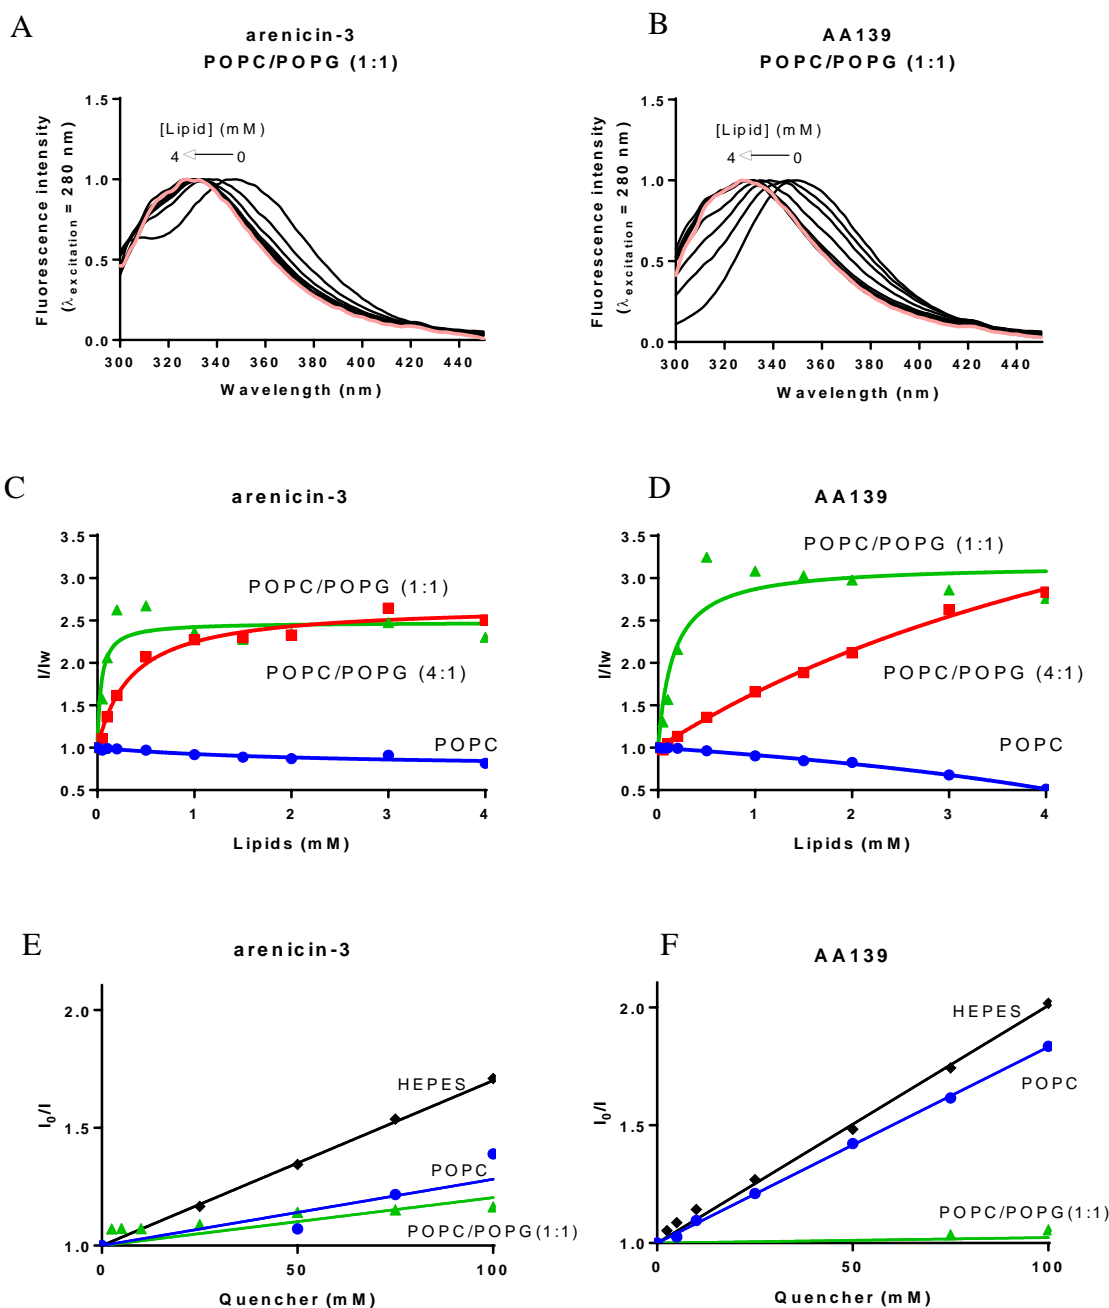 A
arenicin-3
POPC/POPG (1:1)
Fluorescence intensity
(λexcitation = 280 nm)
1.5
1.0
0.5
0.0
[Lipid] (mM)
4 0
300 320 340 360 380 400 420 440
Wavelength (nm)
B
AA139
POPC/POPG (1:1)
Fluorescence intensity
(λexcitation = 280 nm)
1.5
1.0
0.5
0.0
[Lipid] (mM)
4 0
300 320 340 360 380 400 420 440
Wavelength (nm)
C
arenicin-3
I/Iw
3.5
3.0
2.5
2.0
1.5
1.0
0.5
POPC/POPG (1:1)
POPC/POPG (4:1)
POPC
0 1 2 3 4
Lipids (mM)
D
AA139
I/Iw
3.5
3.0
2.5
2.0
1.5
1.0
0.5
POPC/POPG (1:1)
POPC/POPG (4:1)
POPC
0 1 2 3 4
Lipids (mM)
E
arenicin-3
I0/I
2.0
1.5
1.0
HEPES
POPC
POPC/POPG(1:1)
0 50 100
Quencher (mM)
F
AA139
I0/I
2.0
1.5
1.0
HEPES
POPC
POPC/POPG(1:1)
0 50 100
Quencher (mM)